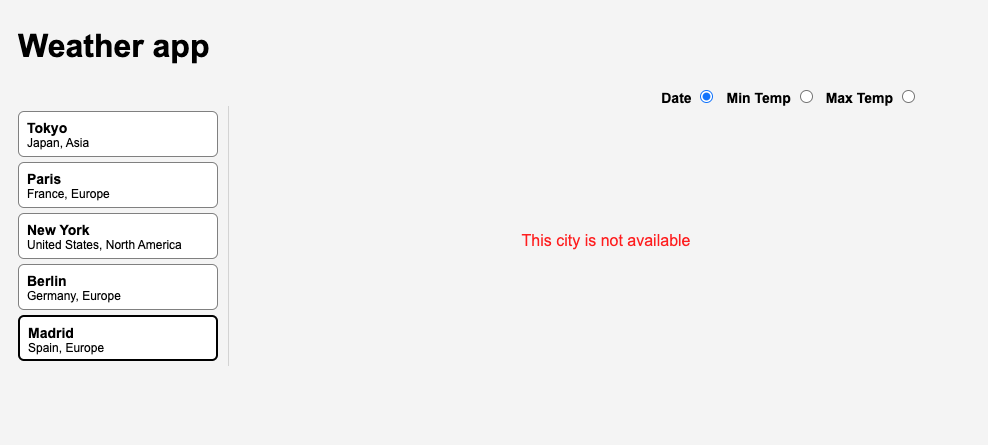 Weather app
Date Min Temp Max Temp
Tokyo
Japan, Asia
Paris
France, Europe
New York
United States, North America
This city is not available
Berlin
Germany, Europe
Madrid
Spain, Europe